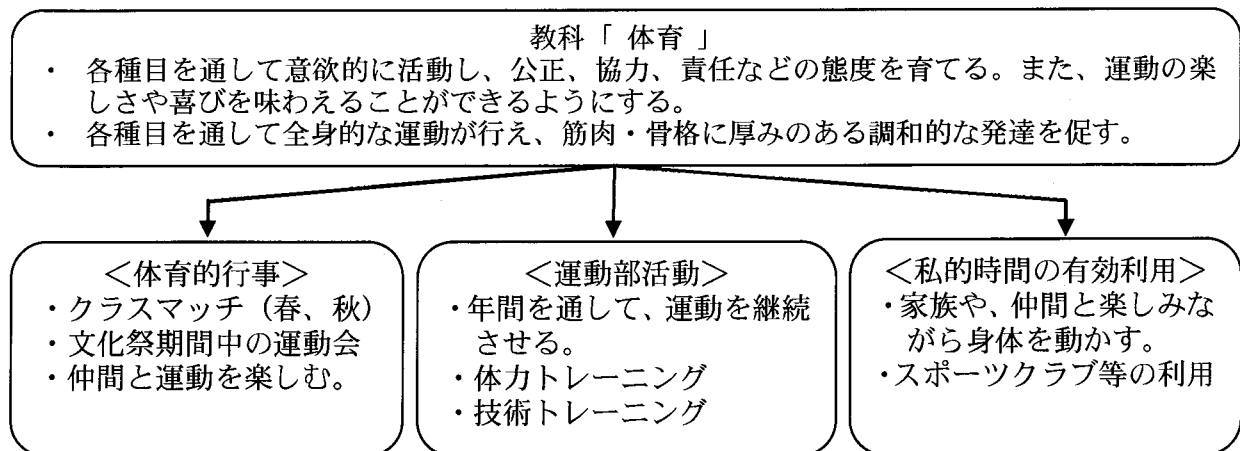 教科「 体育 」
・ 各種目を通して意欲的に活動し、公正、協力、責任などの態度を育てる。また、運動の楽
しさや喜びを味わえることができるようにする。
・ 各種目を通して全身的な運動が行え、筋肉・骨格に厚みのある調和的な発達を促す。
＜体育的行事＞
・クラスマッチ（春、秋）
・文化祭期間中の運動会
・仲間と運動を楽しむ。
＜運動部活動＞
・年間を通して、運動を継続
させる。
・体力トレーニング
・技術トレーニング
＜私的時間の有効利用＞
・家族や、仲間と楽しみな
がら身体を動かす。
・スポーツクラブ等の利用